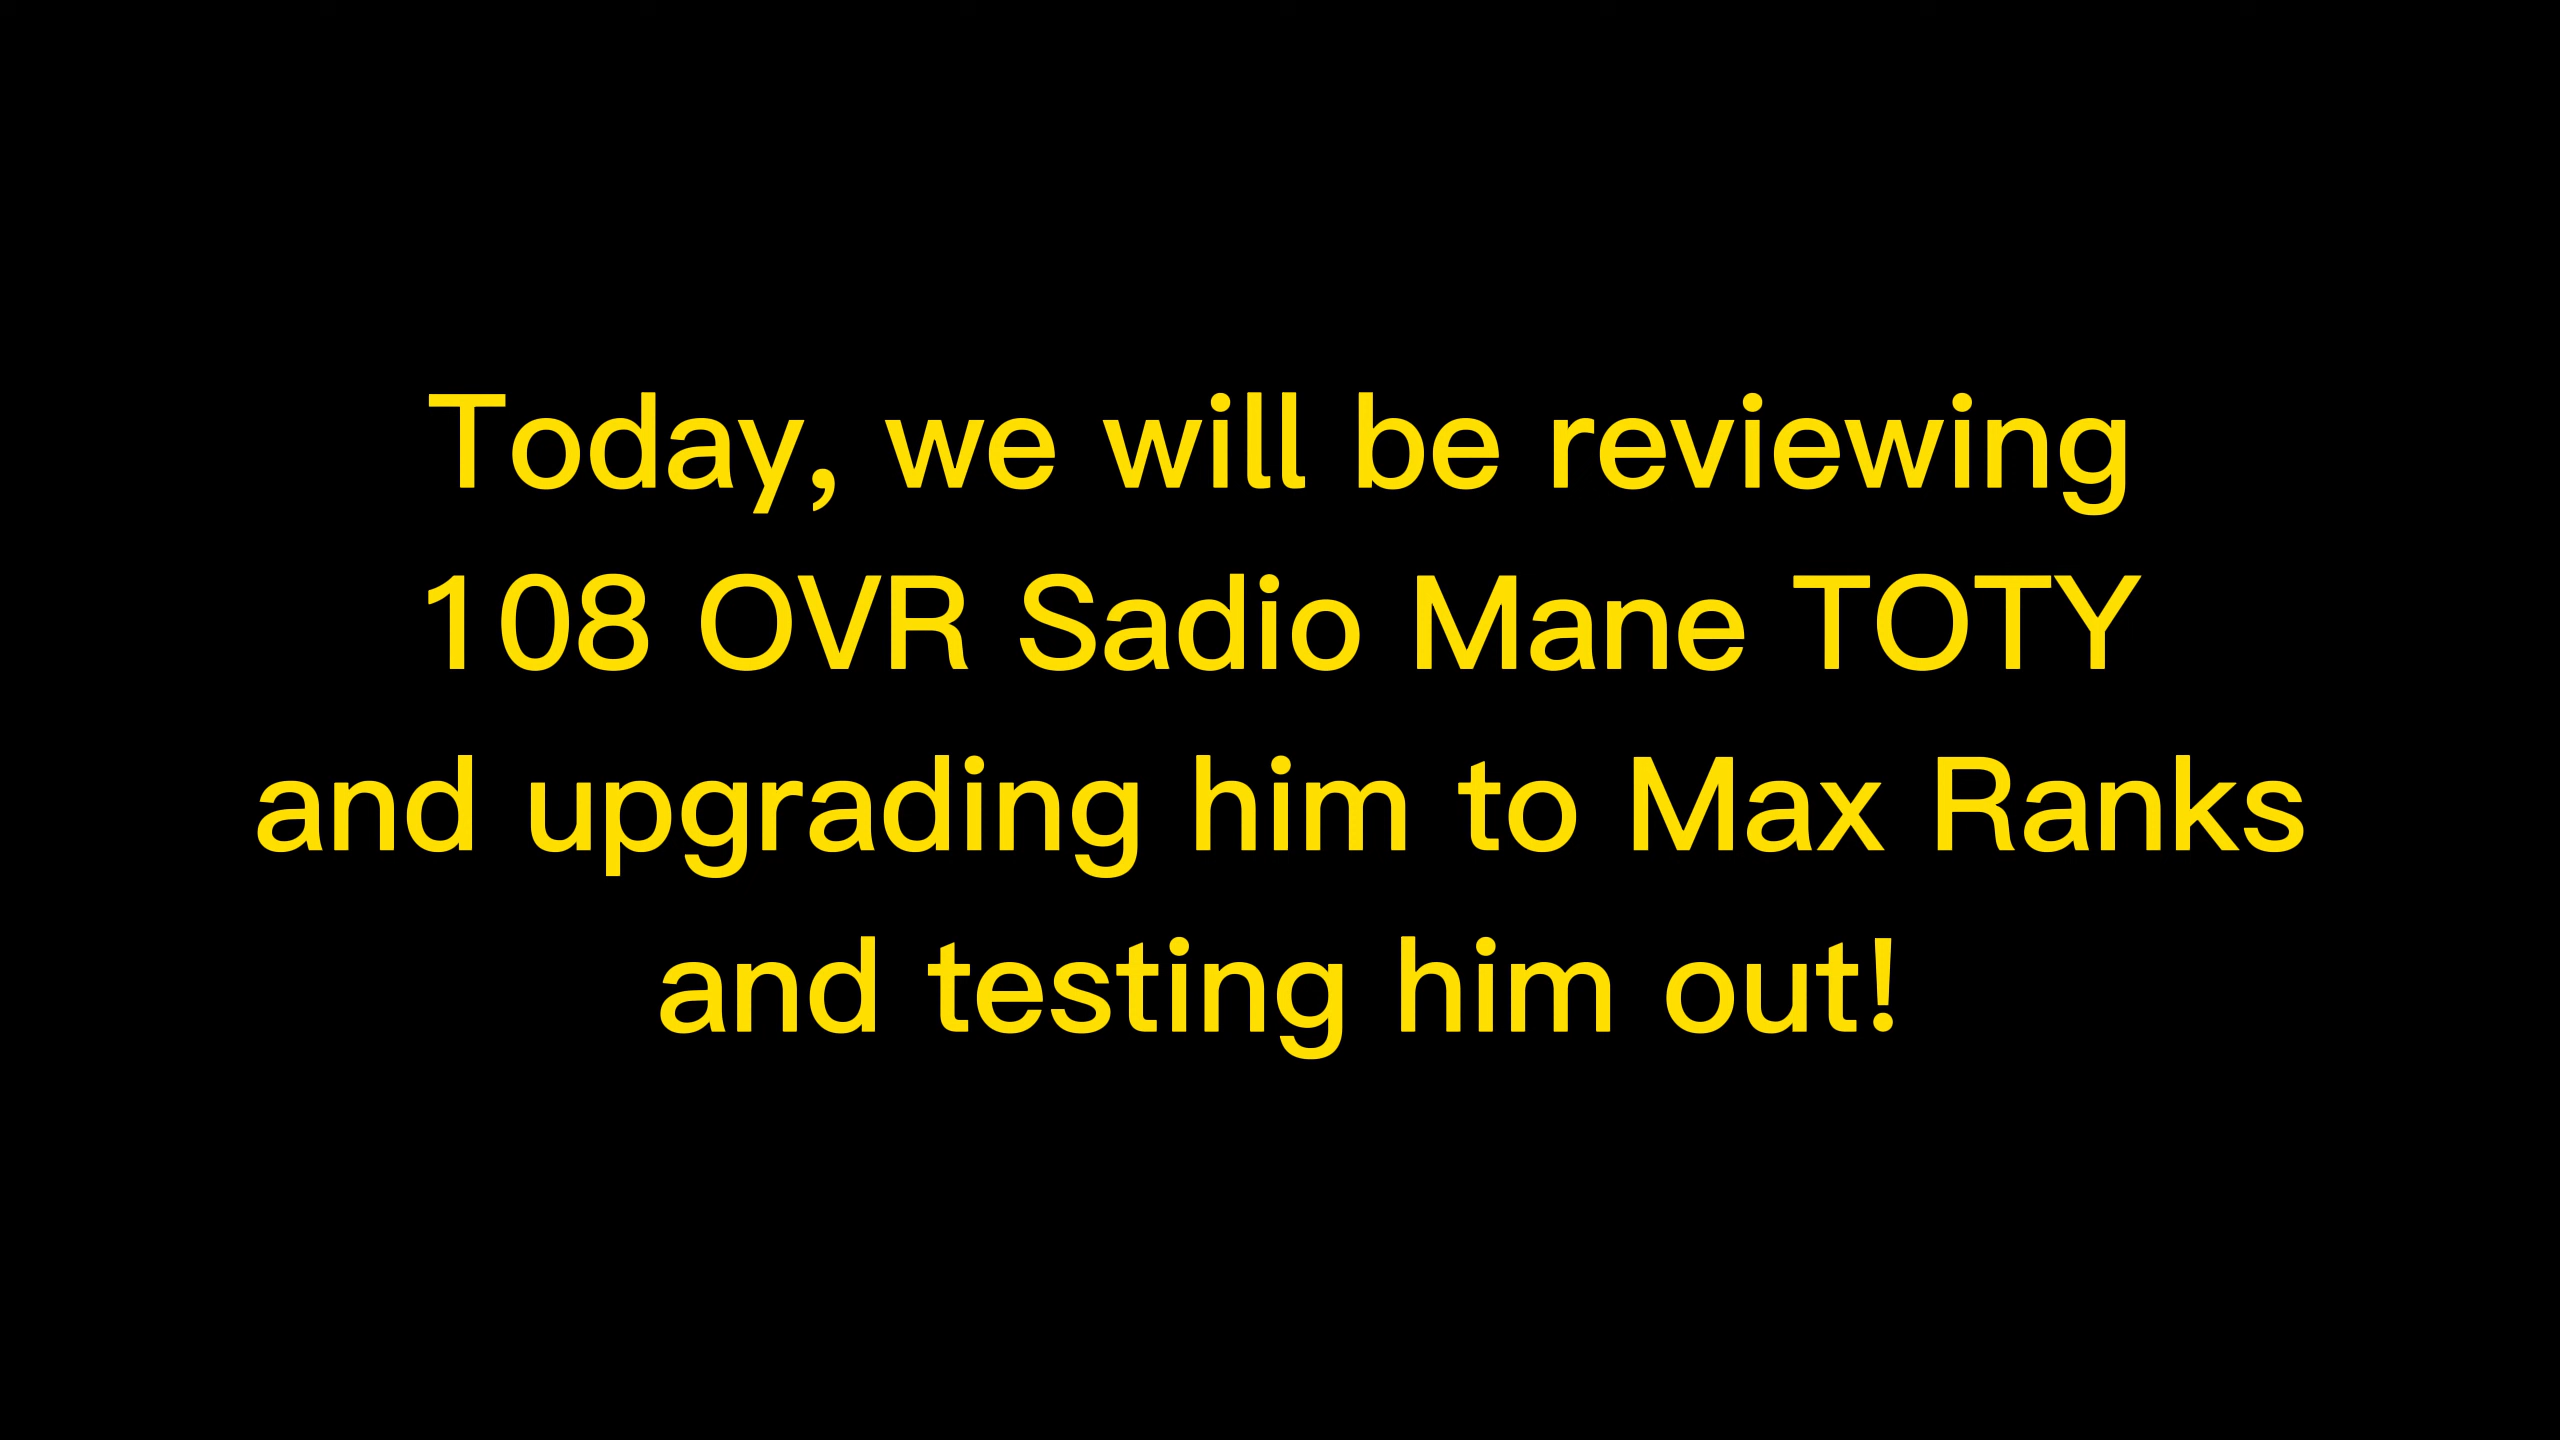 Today, we will be reviewing
108 OVR Sadio Mane TOTY
and upgrading him to Max Ranks
and testing him out!